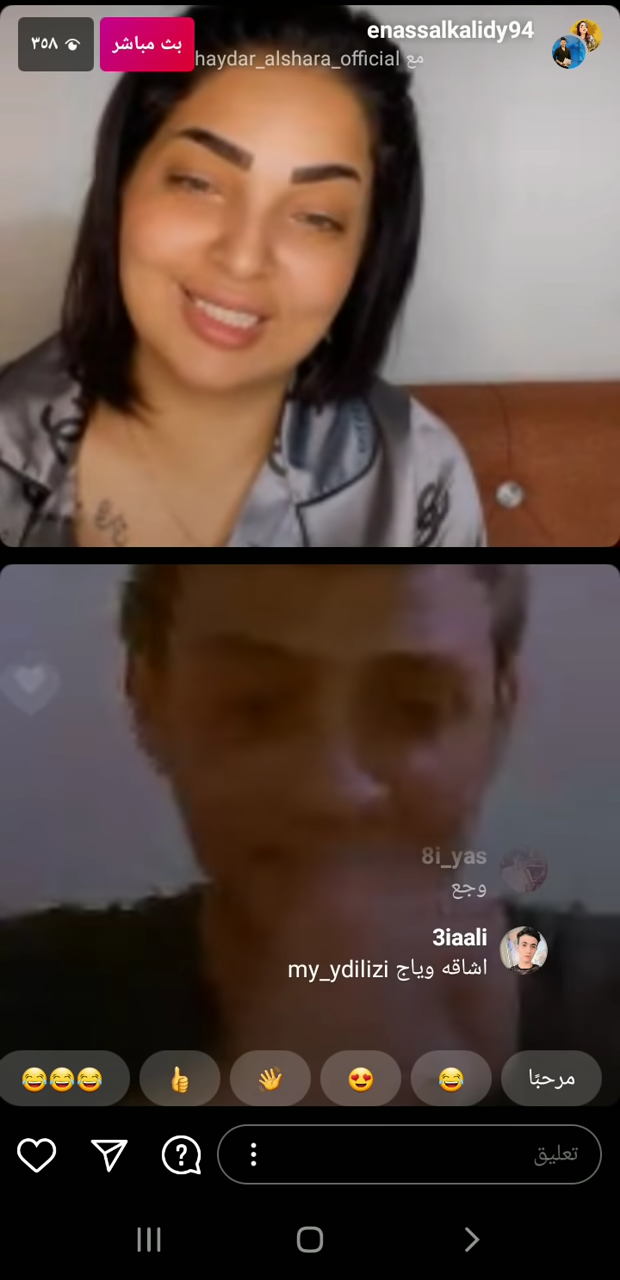 enassalkalidy94
بث مباشر
٣٥٨
مع haydar_alshara_official
8i_yas
وجع
3iaali
my_ydilizi اشاقه وياج
مرحبًا
تعليق